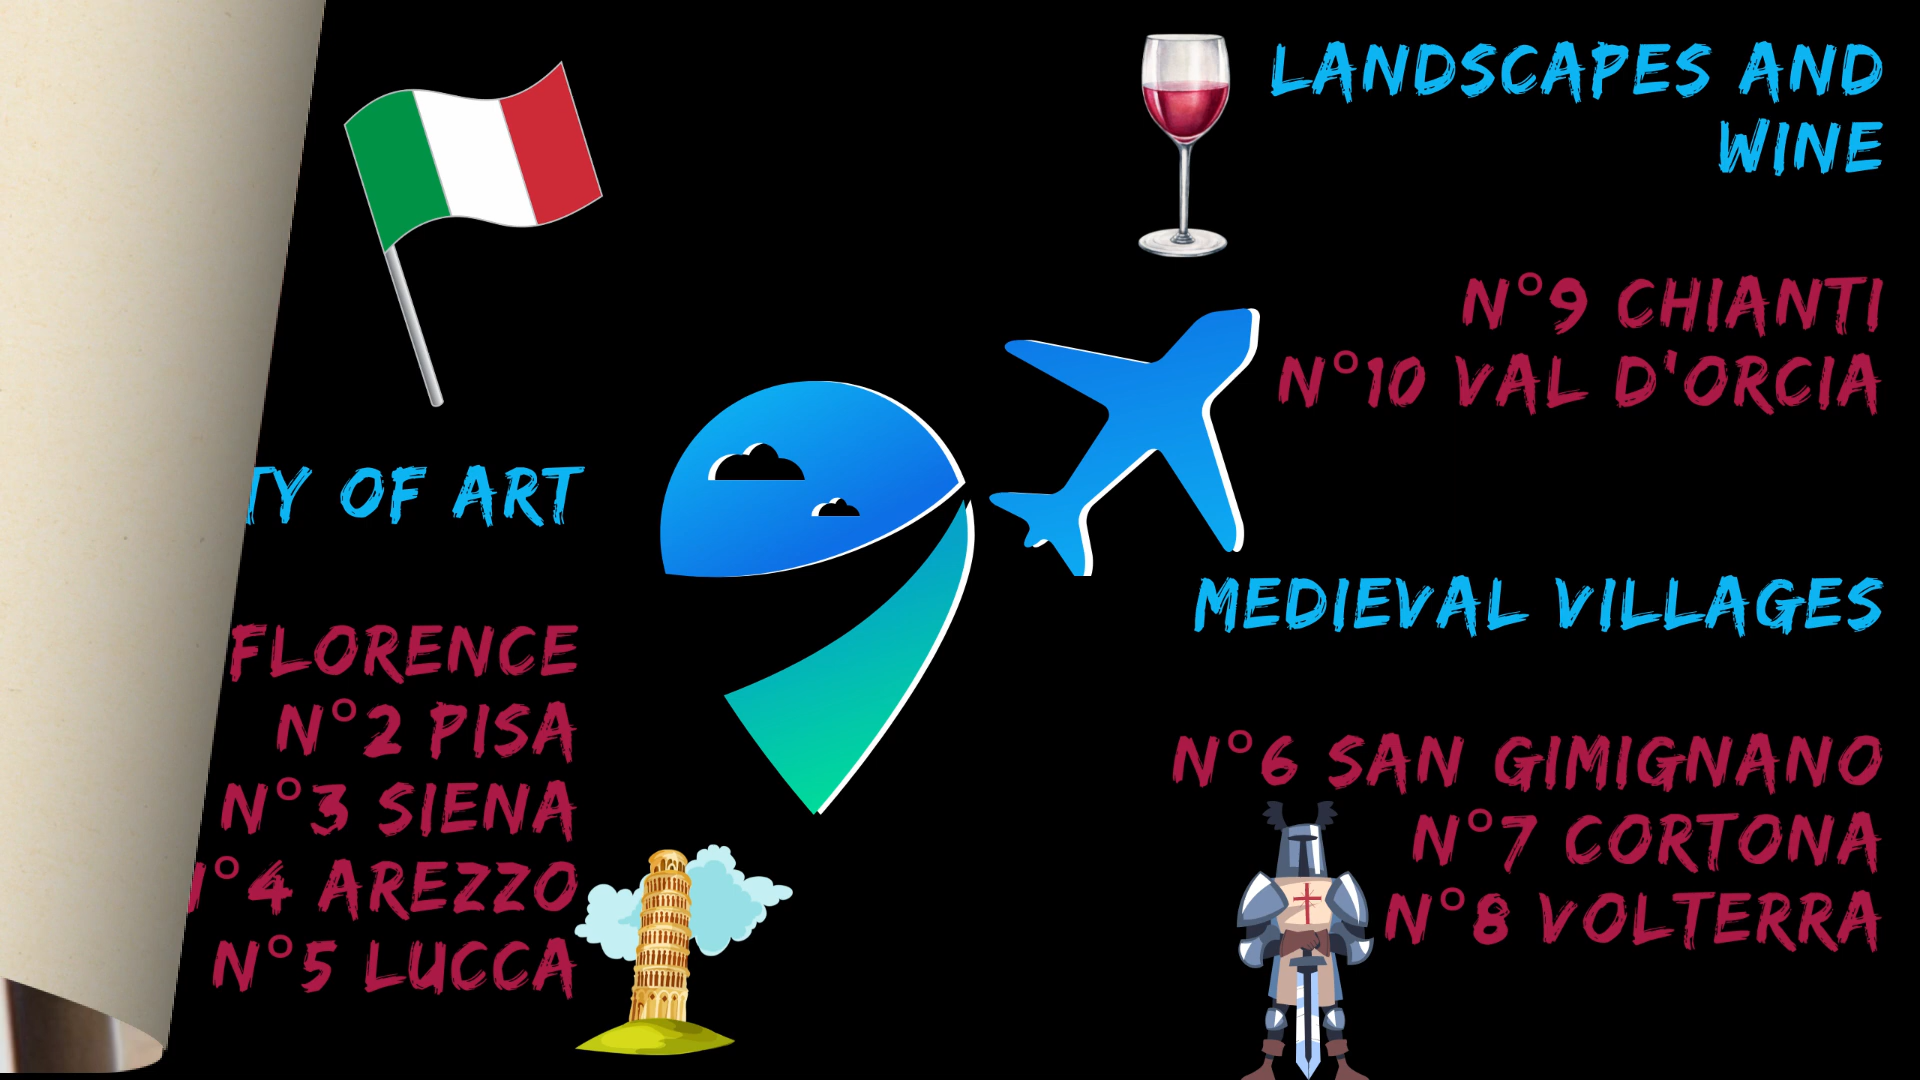 TY OF ART
FLORENCE
N°2 PISA
N°3 SIENA
N°4 AREZZO
N°5 LUCCA
LANDSCAPES AND
WINE
N°9 CHIANTI
N°10 VAL D'ORCIA
MEDIEVAL VILLAGES
N°6 SAN GIMIGNANO
N°7 CORTONA
N°8 VOLTERRA